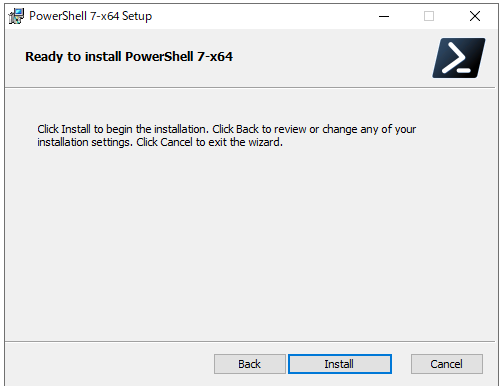 PowerShell 7-x64 Setup
Ready to install PowerShell 7-x64
Click Install to begin the installation. Click Back to review or change any of your
installation settings. Click Cancel to exit the wizard.
Back Install Cancel